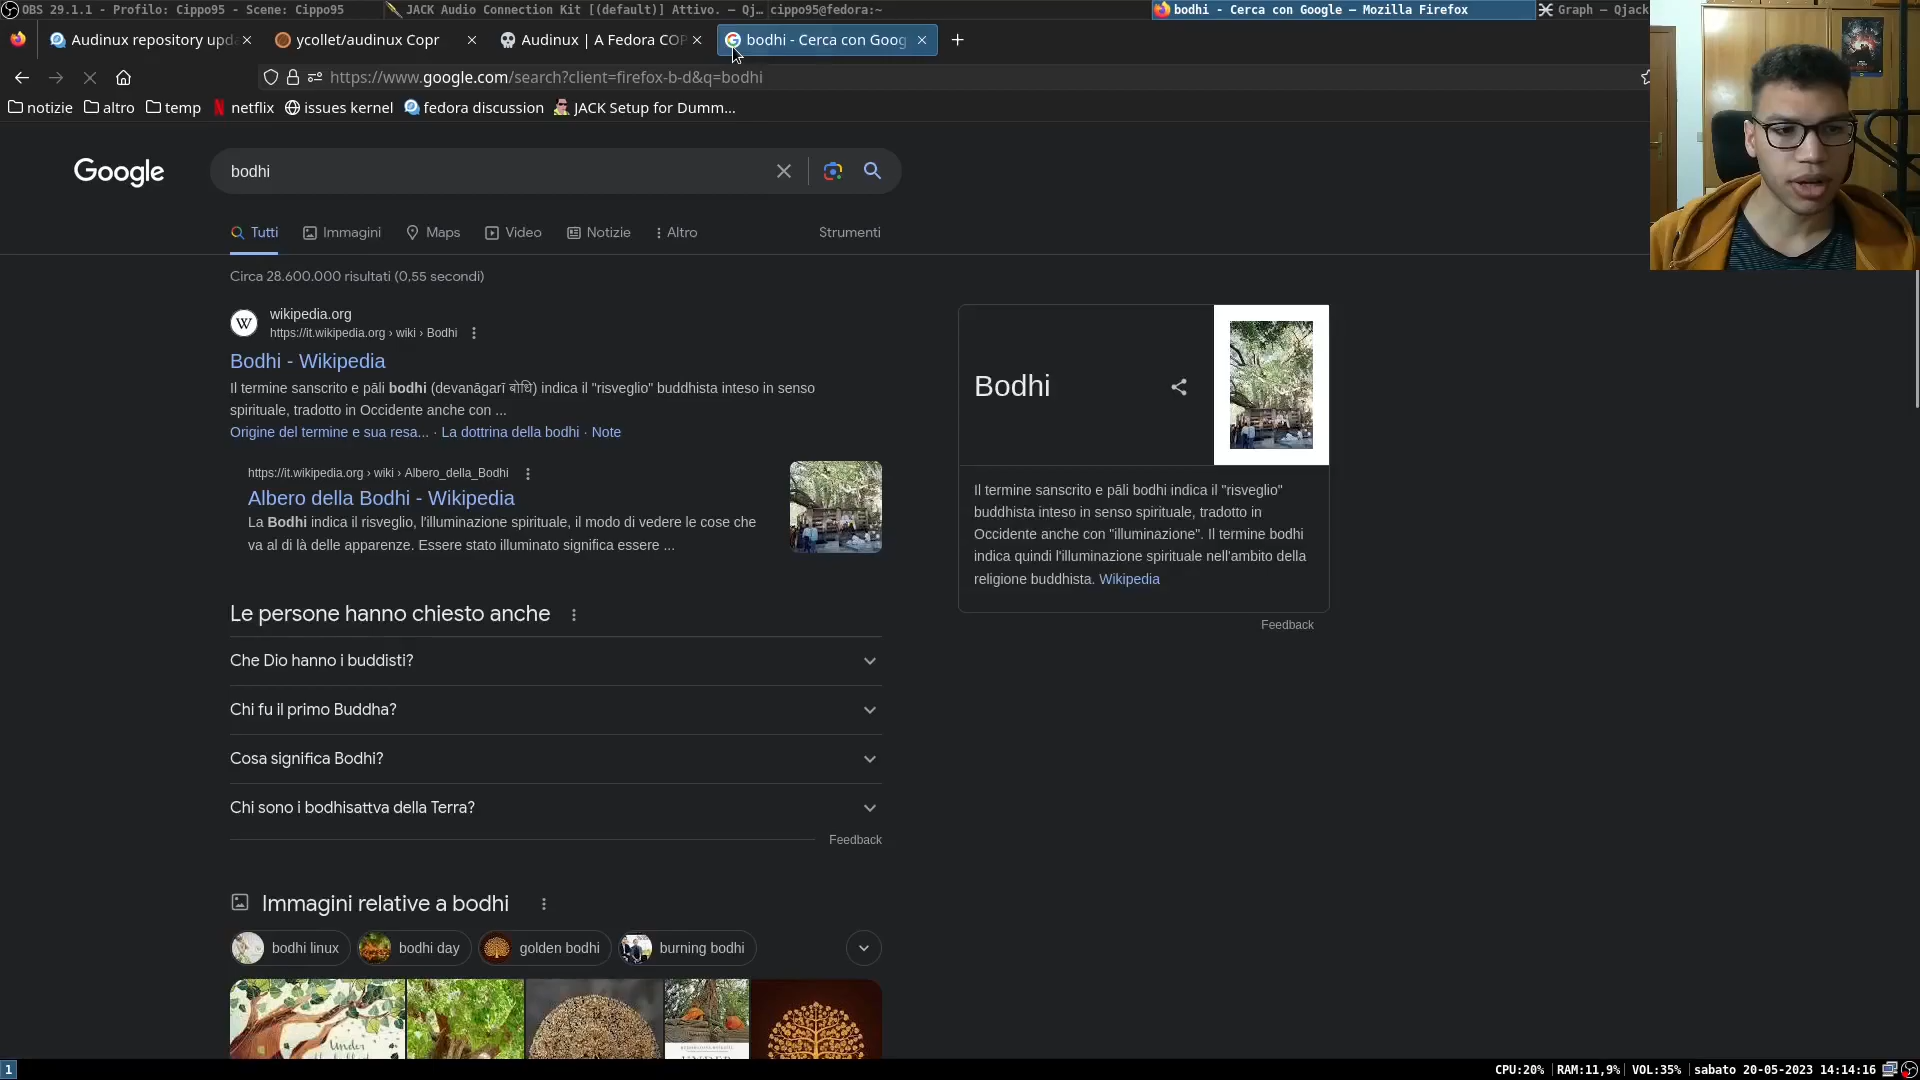 OBS 29.1.1 - Profilo: Cippo95 - Scene: Cippo95
JACK Audio Connection Kit [(default)] Attivo. — Qj…
cippo95@fedora:~
bodhi - Cerca con Google — Mozilla Firefox
Graph — Qjack
Audinux repository upda
ycollet/audinux Copr
Audinux | A Fedora COP
bodhi - Cerca con Goog
https://www.google.com/search?client=firefox-b-d&q=bodhi
notizie altro temp netflix issues kernel fedora discussion JACK Setup for Dumm...
Google
bodhi
Tutti Immagini Maps Video Notizie Altro Strumenti
Circa 28.600.000 risultati (0,55 secondi)
W
wikipedia.org
https://it.wikipedia.org › wiki › Bodhi
Bodhi - Wikipedia
Il termine sanscrito e pāli bodhi (devanāgarī बोधि) indica il "risveglio" buddhista inteso in senso
spirituale, tradotto in Occidente anche con ...
Origine del termine e sua resa... · La dottrina della bodhi · Note
https://it.wikipedia.org › wiki › Albero_della_Bodhi
Albero della Bodhi - Wikipedia
La Bodhi indica il risveglio, l'illuminazione spirituale, il modo di vedere le cose che
va al di là delle apparenze. Essere stato illuminato significa essere ...
Le persone hanno chiesto anche
Che Dio hanno i buddisti?
Chi fu il primo Buddha?
Cosa significa Bodhi?
Chi sono i bodhisattva della Terra?
Feedback
Immagini relative a bodhi
bodhi linux bodhi day golden bodhi burning bodhi
Under
UNDER
Bodhi
Il termine sanscrito e pāli bodhi indica il "risveglio"
buddhista inteso in senso spirituale, tradotto in
Occidente anche con "illuminazione". Il termine bodhi
indica quindi l'illuminazione spirituale nell'ambito della
religione buddhista. Wikipedia
Feedback
1
CPU:20% RAM:11,9% VOL:35% sabato 20-05-2023 14:14:16